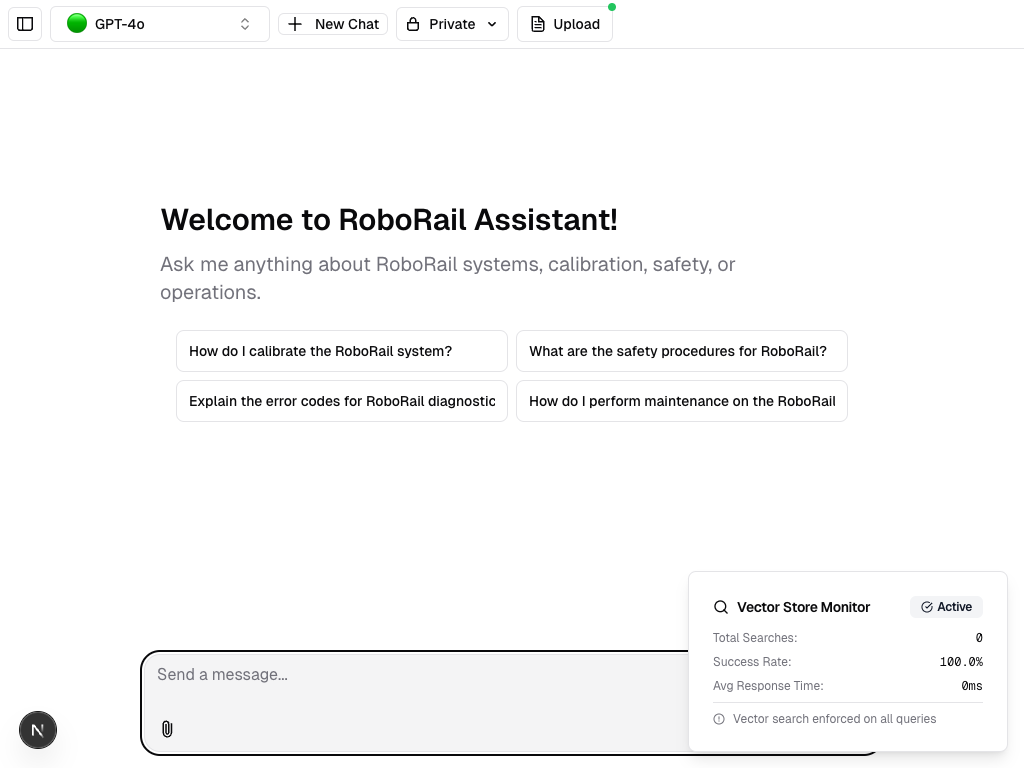 GPT-4o
New Chat
Private
Upload
Welcome to RoboRail Assistant!
Ask me anything about RoboRail systems, calibration, safety, or
operations.
How do I calibrate the RoboRail system?
What are the safety procedures for RoboRail?
Explain the error codes for RoboRail diagnostic
How do I perform maintenance on the RoboRail
Vector Store Monitor
Active
Total Searches:
0
Success Rate:
100.0%
Avg Response Time:
0ms
Vector search enforced on all queries
Send a message...
N